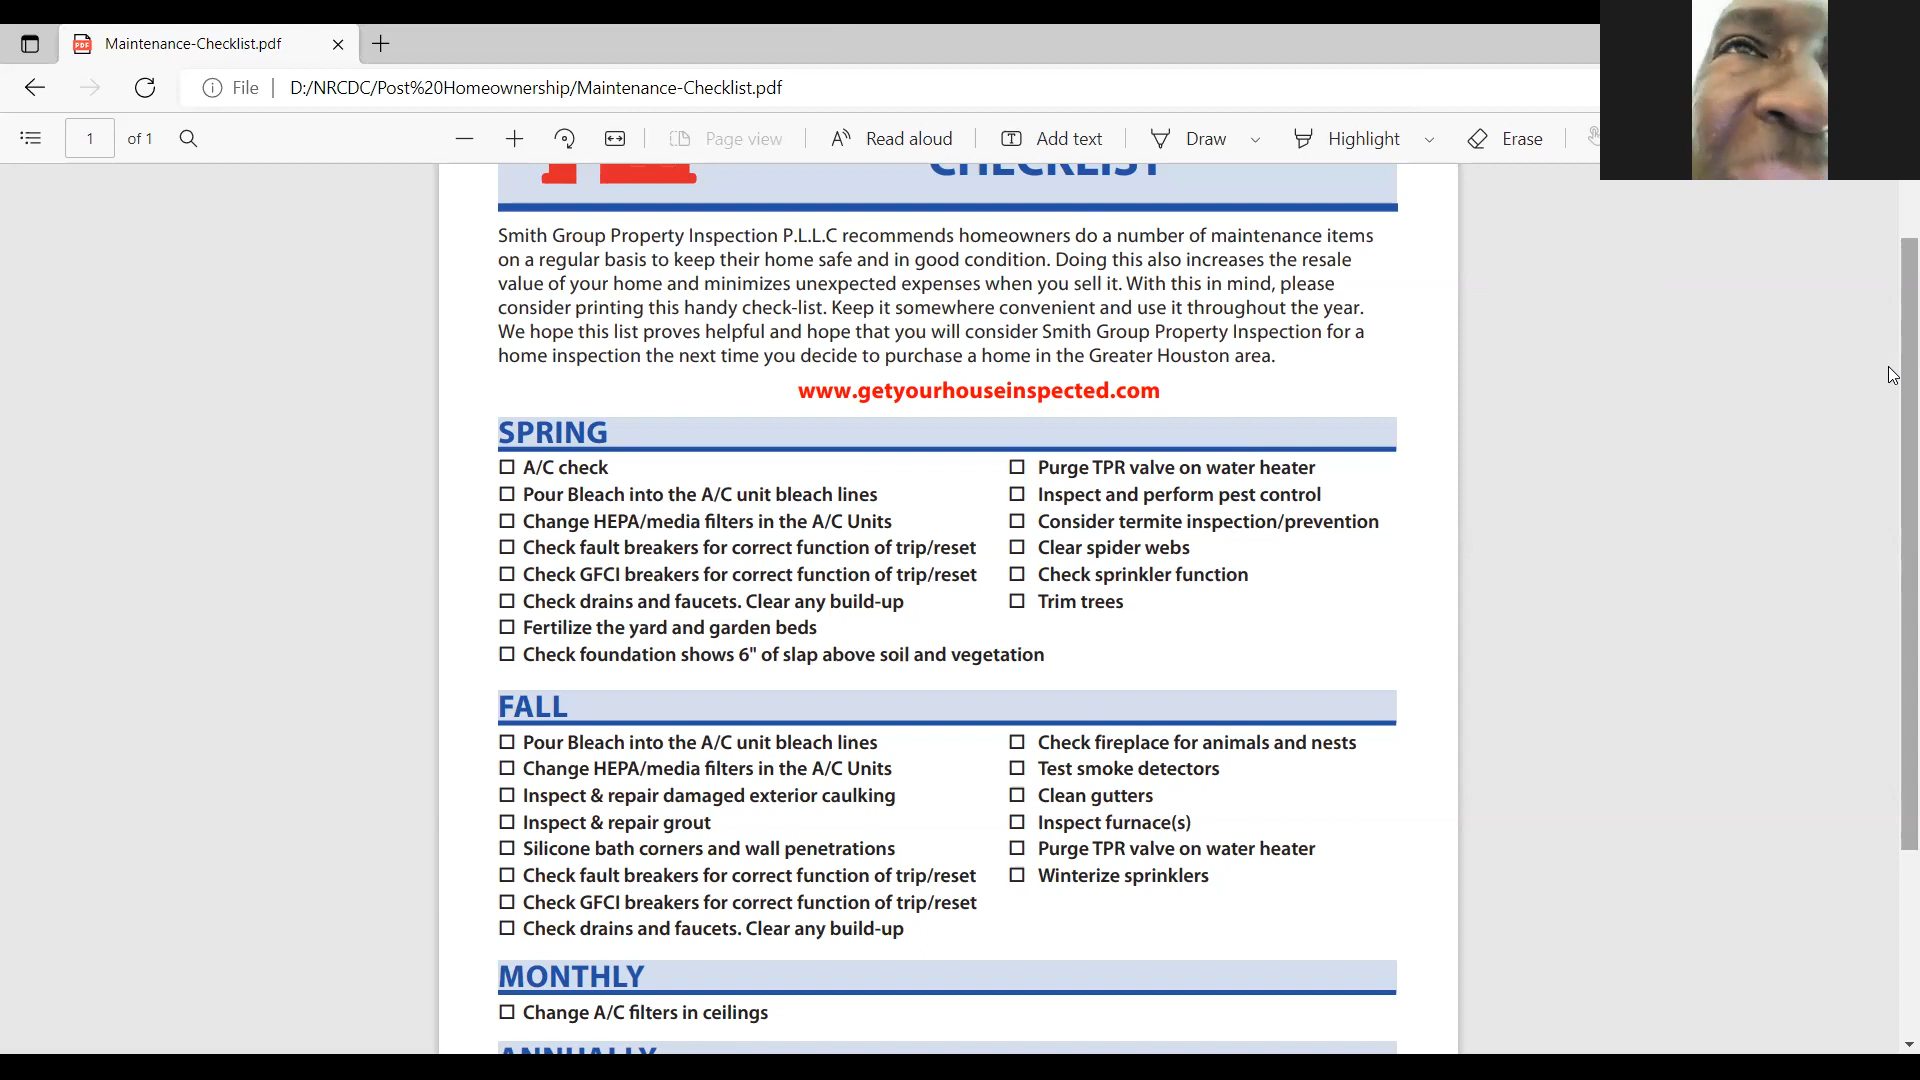 Maintenance-Checklist.pdf
File
D:/NRCDC/Post%20Homeownership/Maintenance-Checklist.pdf
1 of 1
Page view
Read aloud
Add text
Draw
Highlight
Erase
CHECKLIST
Smith Group Property Inspection P.L.L.C recommends homeowners do a number of maintenance items
on a regular basis to keep their home safe and in good condition. Doing this also increases the resale
value of your home and minimizes unexpected expenses when you sell it. With this in mind, please
consider printing this handy check-list. Keep it somewhere convenient and use it throughout the year.
We hope this list proves helpful and hope that you will consider Smith Group Property Inspection for a
home inspection the next time you decide to purchase a home in the Greater Houston area.
www.getyourhouseinspected.com
SPRING
A/C check
Pour Bleach into the A/C unit bleach lines
Change HEPA/media filters in the A/C Units
Check fault breakers for correct function of trip/reset
Check GFCI breakers for correct function of trip/reset
Check drains and faucets. Clear any build-up
Fertilize the yard and garden beds
Check foundation shows 6" of slap above soil and vegetation
Purge TPR valve on water heater
Inspect and perform pest control
Consider termite inspection/prevention
Clear spider webs
Check sprinkler function
Trim trees
FALL
Pour Bleach into the A/C unit bleach lines
Change HEPA/media filters in the A/C Units
Inspect & repair damaged exterior caulking
Inspect & repair grout
Silicone bath corners and wall penetrations
Check fault breakers for correct function of trip/reset
Check GFCI breakers for correct function of trip/reset
Check drains and faucets. Clear any build-up
Check fireplace for animals and nests
Test smoke detectors
Clean gutters
Inspect furnace(s)
Purge TPR valve on water heater
Winterize sprinklers
MONTHLY
Change A/C filters in ceilings
ANNUALLY